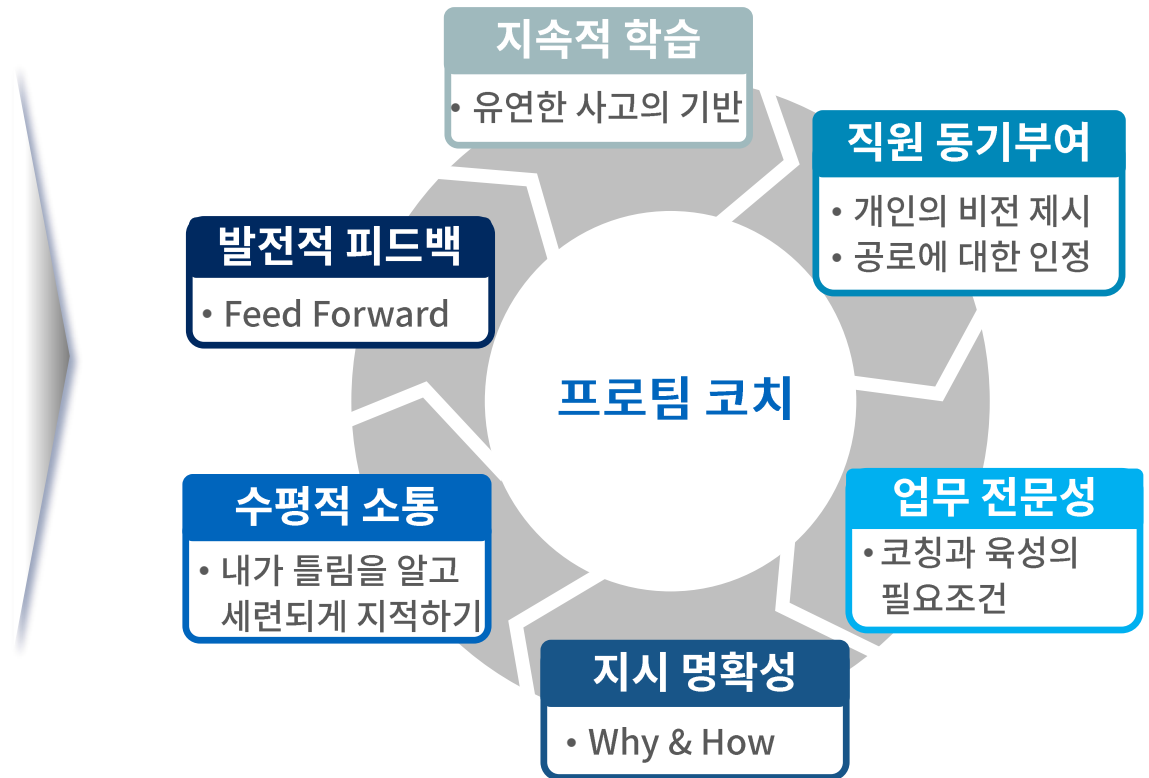 지속적 학습
• 유연한 사고의 기반
직원 동기부여
• 개인의 비전 제시
• 공로에 대한 인정
발전적 피드백
• Feed Forward
프로팀 코치
수평적 소통
• 내가 틀림을 알고
세련되게 지적하기
업무 전문성
• 코칭과 육성의
필요조건
지시 명확성
• Why & How